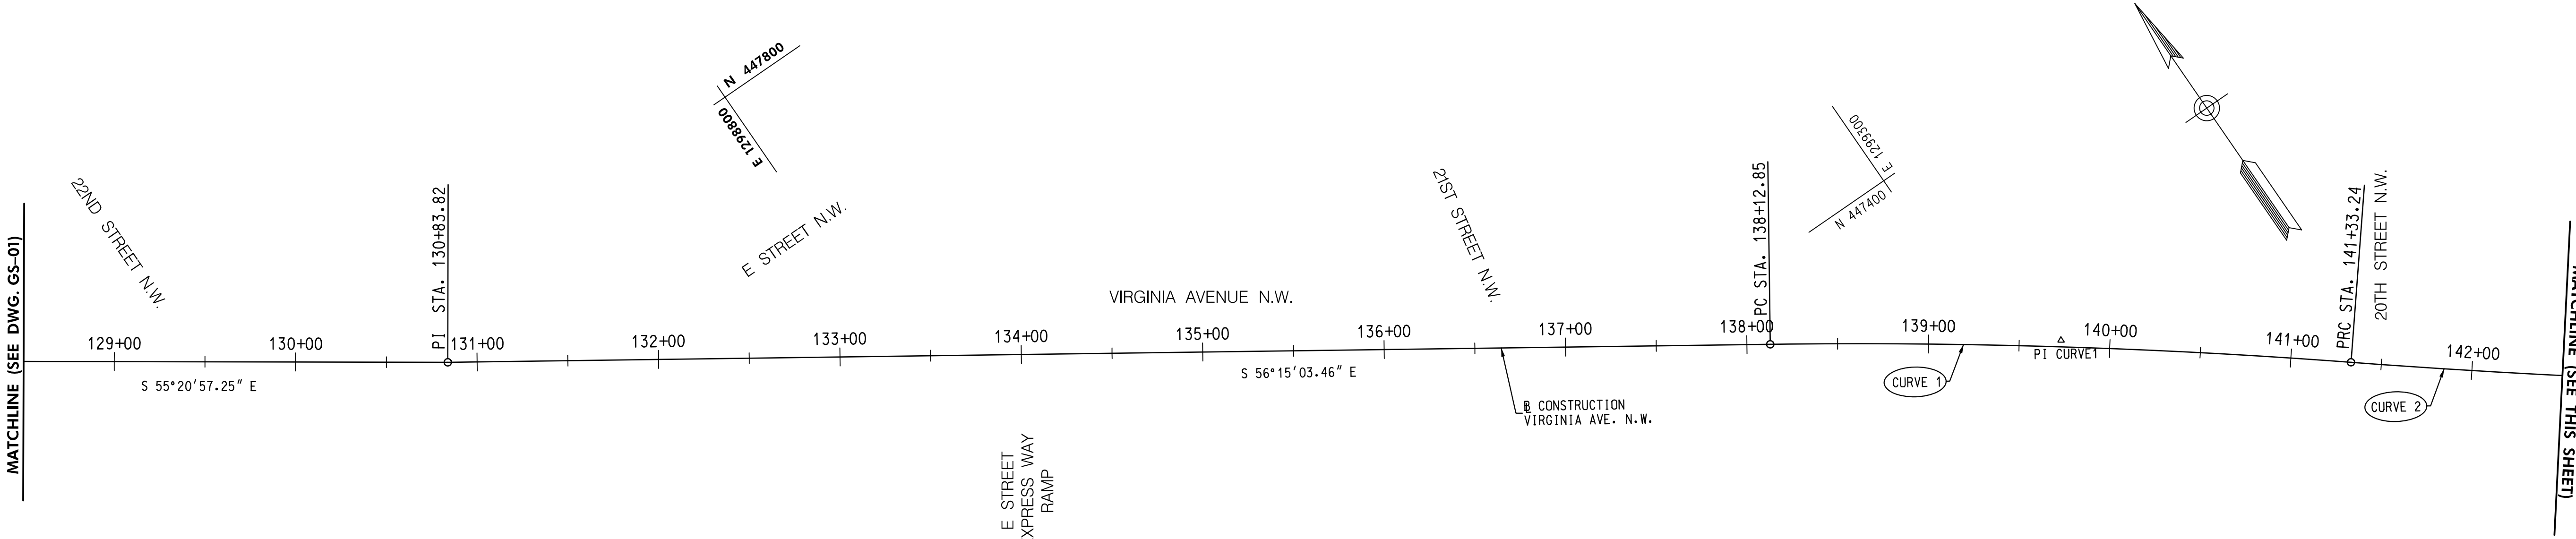 MATCHLINE (SEE DWG. GS-01)
22ND STREET N.W.
129+00
S 55°20'57.25" E
130+00
PI STA. 130+83.82
131+00
132+00
N 447800
E 1298800
E STREET N.W.
133+00
134+00
E STREET
XPRESS WAY
RAMP
VIRGINIA AVENUE N.W.
135+00
S 56°15'03.46" E
136+00
21ST STREET N.W.
137+00
B CONSTRUCTION
VIRGINIA AVE. N.W.
138+00
PC STA. 138+12.85
E 1299300
N 447400
139+00
CURVE 1
PI CURVE1
140+00
141+00
PRC STA. 141+33.24
20TH STREET N.W.
142+00
CURVE 2
MATCHLINE (SEE THIS SHEET)